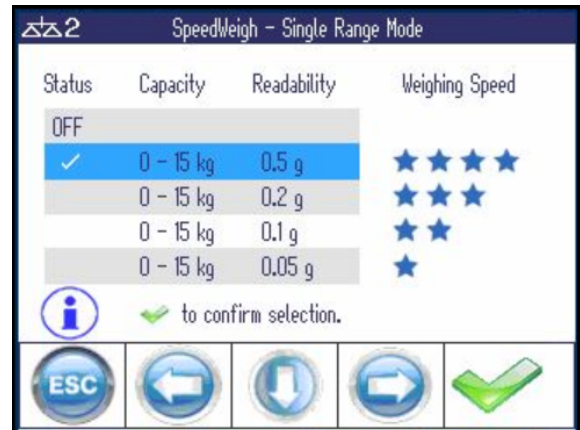 2 SpeedWeigh - Single Range Mode
Status Capacity Readability Weighing Speed
OFF
0 - 15 kg 0.5 g
0 - 15 kg 0.2 g
0 - 15 kg 0.1 g
0 - 15 kg 0.05 g
i to confirm selection.
ESC